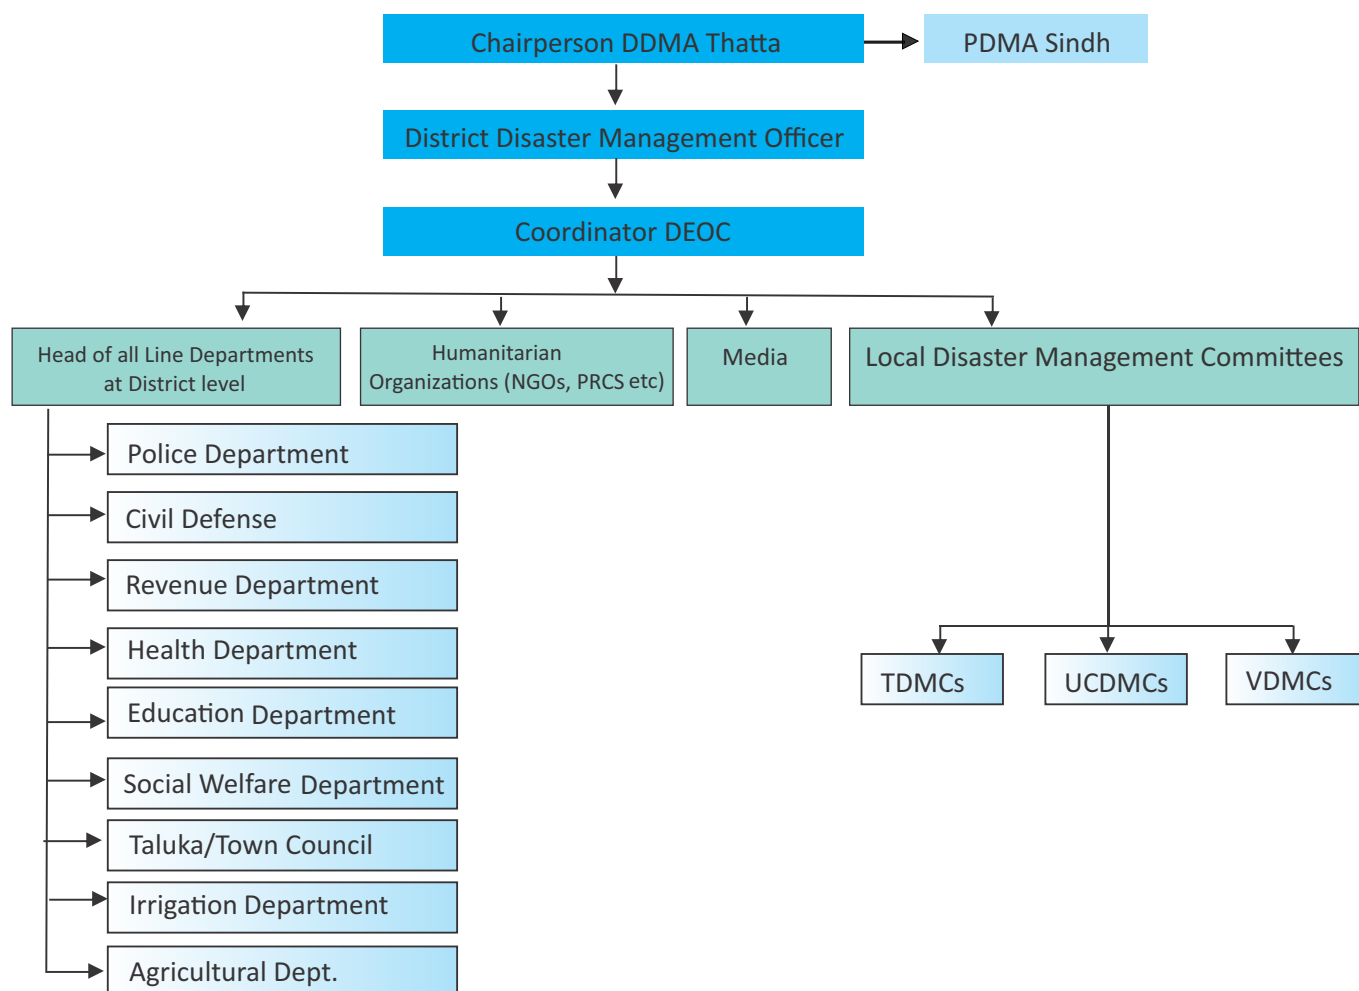 Chairperson DDMA Thatta
PDMA Sindh
District Disaster Management Officer
Coordinator DEOC
Head of all Line Departments
at District level
Humanitarian
Organizations (NGOs, PRCS etc)
Media
Local Disaster Management Committees
Police Department
Civil Defense
Revenue Department
Health Department
Education Department
Social Welfare Department
Taluka/Town Council
Irrigation Department
Agricultural Dept.
TDMCs
UCDMCs
VDMCs